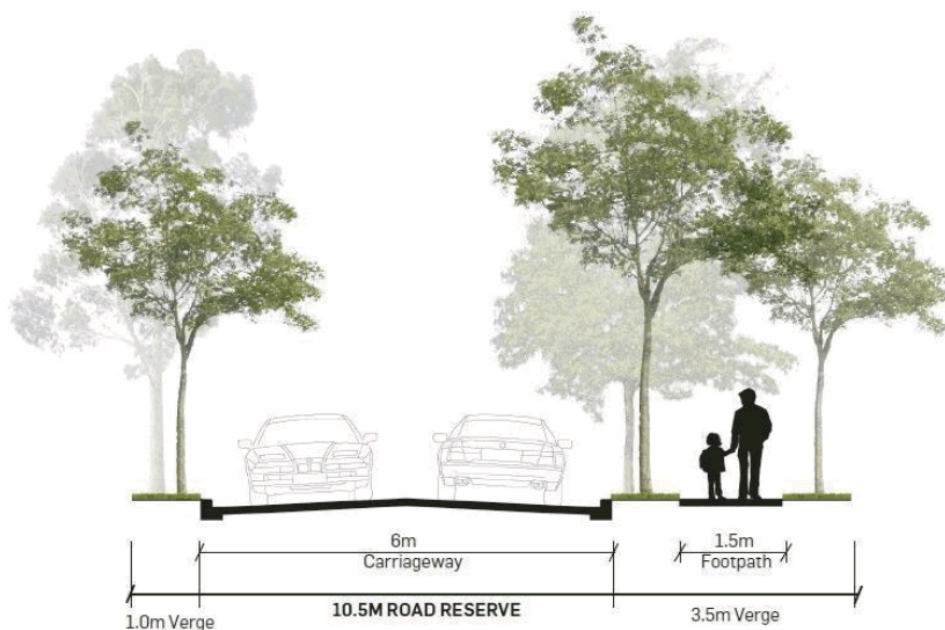 6m
Carriageway
1.5m
Footpath
10.5M ROAD RESERVE
1.0m Verge
3.5m Verge